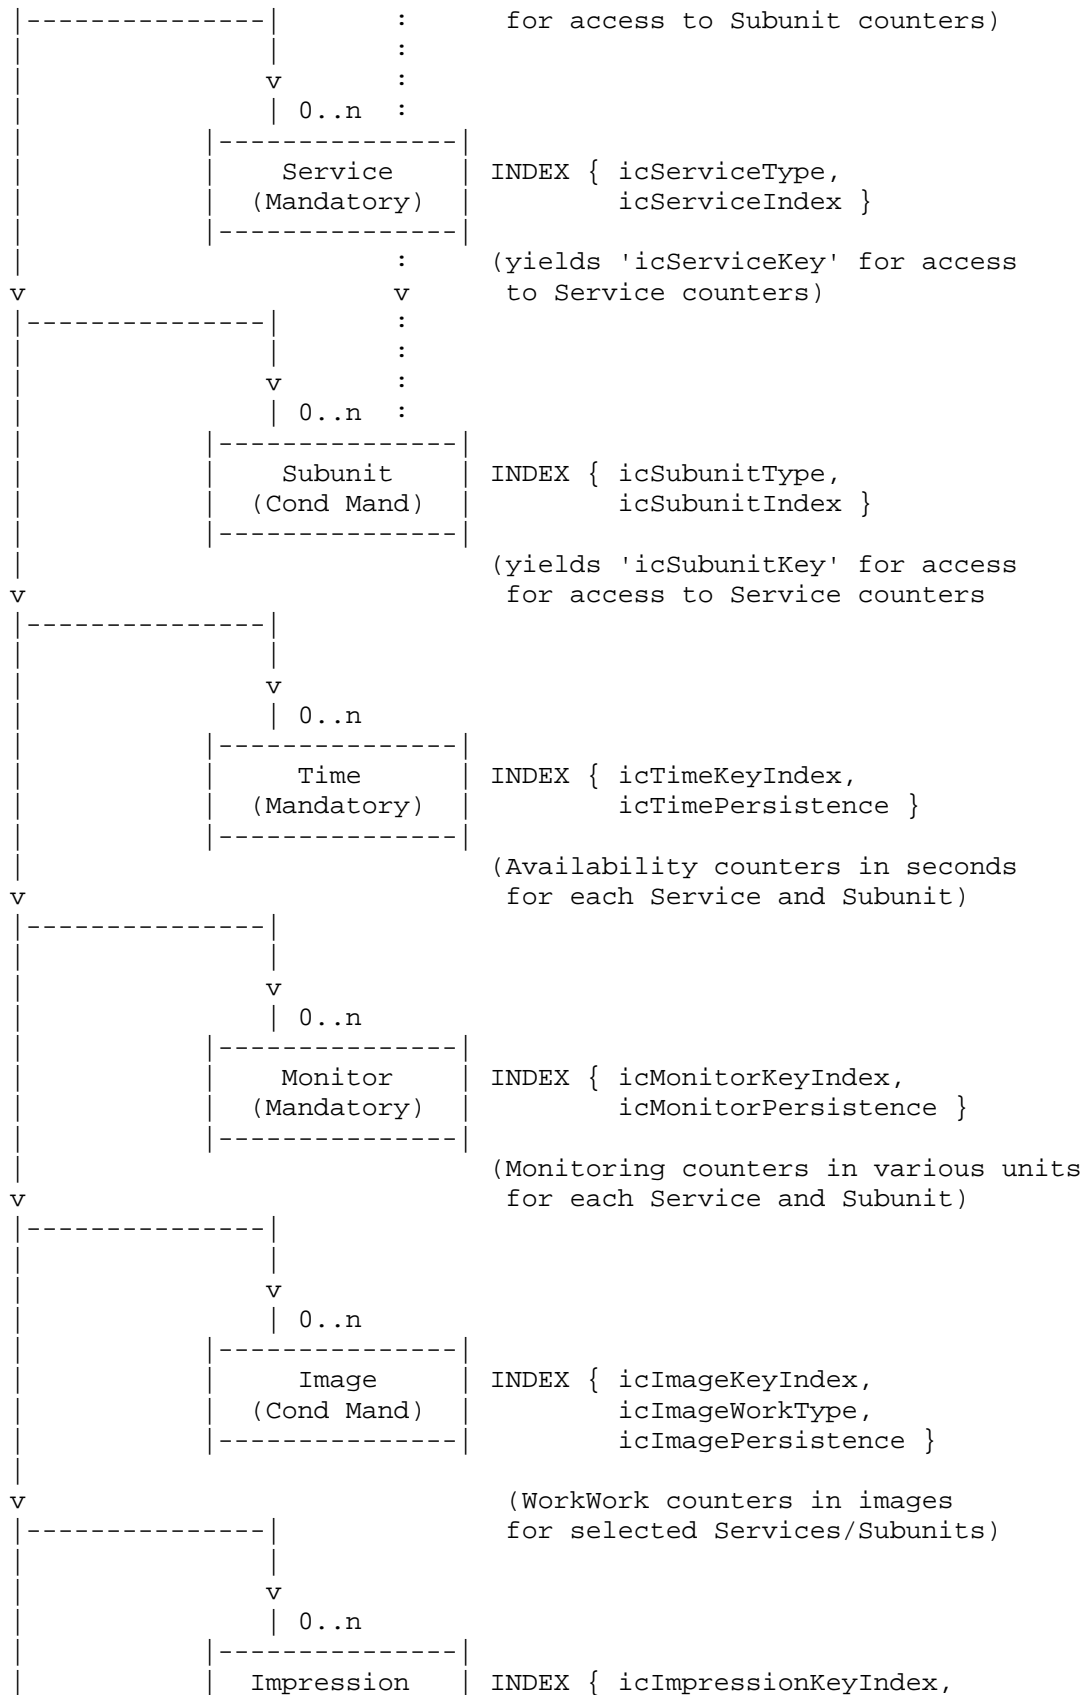 |---------------|       :      for access to Subunit counters)
|               |       :
|               v       :
|               | 0..n  :
|           |---------------|
|           |    Service    | INDEX { icServiceType,
|           |  (Mandatory)  |         icServiceIndex }
|           |---------------|
|                       :     (yields 'icServiceKey' for access
v                       v      to Service counters)
|---------------|       :
|               |       :
|               v       :
|               | 0..n  :
|           |---------------|
|           |    Subunit    | INDEX { icSubunitType,
|           |  (Cond Mand)  |         icSubunitIndex }
|           |---------------|
|                             (yields 'icSubunitKey' for access
v                              for access to Service counters
|---------------|
|               |
|               v
|               | 0..n
|           |---------------|
|           |     Time      | INDEX { icTimeKeyIndex,
|           |  (Mandatory)  |         icTimePersistence }
|           |---------------|
|                             (Availability counters in seconds
v                              for each Service and Subunit)
|---------------|
|               |
|               v
|               | 0..n
|           |---------------|
|           |    Monitor    | INDEX { icMonitorKeyIndex,
|           |  (Mandatory)  |         icMonitorPersistence }
|           |---------------|
|                             (Monitoring counters in various units
v                              for each Service and Subunit)
|---------------|
|               |
|               v
|               | 0..n
|           |---------------|
|           |     Image     | INDEX { icImageKeyIndex,
|           |  (Cond Mand)  |         icImageWorkType,
|           |---------------|         icImagePersistence }
|
v                              (WorkWork counters in images
|---------------|              for selected Services/Subunits)
|               |
|               v
|               | 0..n
|           |---------------|
|           |  Impression   | INDEX { icImpressionKeyIndex,